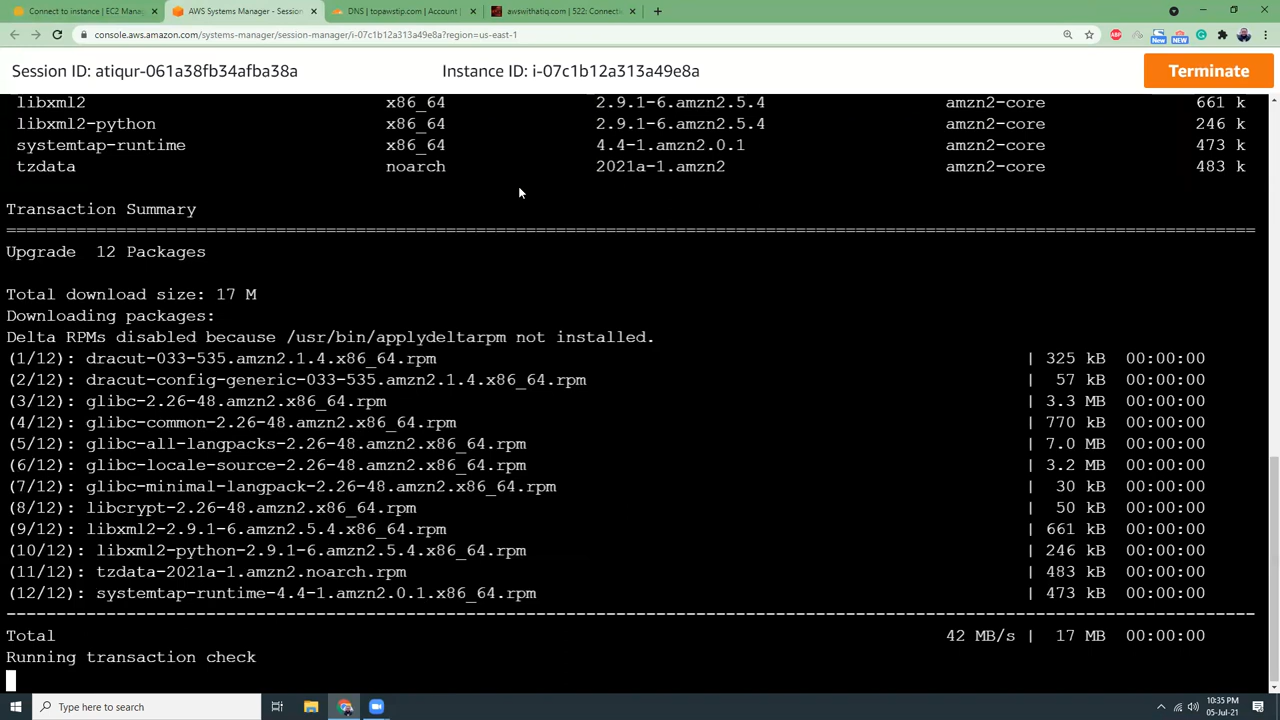 Connect to instance | EC2 Manag
AWS Systems Manager - Session
DNS | topawstip.com | Account |
awswithatiq.com | 522: Connecti
console.aws.amazon.com/systems-manager/session-manager/i-07c1b12a313a49e8a?region=us-east-1
ABP
New
NEW
Session ID: atiqur-061a38fb34afba38a Instance ID: i-07c1b12a313a49e8a Terminate
libxml2 x86_64 2.9.1-6.amzn2.5.4 amzn2-core 661 k
libxml2-python x86_64 2.9.1-6.amzn2.5.4 amzn2-core 246 k
systemtap-runtime x86_64 4.4-1.amzn2.0.1 amzn2-core 473 k
tzdata noarch 2021a-1.amzn2 amzn2-core 483 k
Transaction Summary
Upgrade 12 Packages
Total download size: 17 M
Downloading packages:
Delta RPMs disabled because /usr/bin/applydeltarpm not installed.
(1/12): dracut-033-535.amzn2.1.4.x86_64.rpm | 325 kB 00:00:00
(2/12): dracut-config-generic-033-535.amzn2.1.4.x86_64.rpm | 57 kB 00:00:00
(3/12): glibc-2.26-48.amzn2.x86_64.rpm | 3.3 MB 00:00:00
(4/12): glibc-common-2.26-48.amzn2.x86_64.rpm | 770 kB 00:00:00
(5/12): glibc-all-langpacks-2.26-48.amzn2.x86_64.rpm | 7.0 MB 00:00:00
(6/12): glibc-locale-source-2.26-48.amzn2.x86_64.rpm | 3.2 MB 00:00:00
(7/12): glibc-minimal-langpack-2.26-48.amzn2.x86_64.rpm | 30 kB 00:00:00
(8/12): libcrypt-2.26-48.amzn2.x86_64.rpm | 50 kB 00:00:00
(9/12): libxml2-2.9.1-6.amzn2.5.4.x86_64.rpm | 661 kB 00:00:00
(10/12): libxml2-python-2.9.1-6.amzn2.5.4.x86_64.rpm | 246 kB 00:00:00
(11/12): tzdata-2021a-1.amzn2.noarch.rpm | 483 kB 00:00:00
(12/12): systemtap-runtime-4.4-1.amzn2.0.1.x86_64.rpm | 473 kB 00:00:00
Total 42 MB/s | 17 MB 00:00:00
Running transaction check
Type here to search
10:35 PM
05-Jul-21